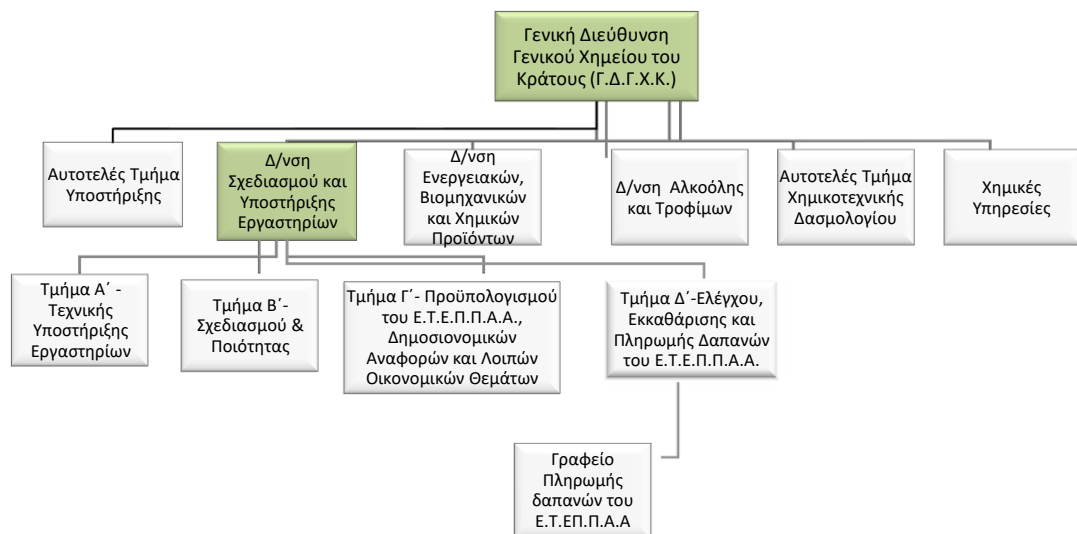 Γενική Διεύθυνση
Γενικού Χημείου του
Κράτους (Γ.Δ.Γ.Χ.Κ.)
Αυτοτελές Τμήμα
Υποστήριξης
Δ/νση
Σχεδιασμού και
Υποστήριξης
Εργαστηρίων
Δ/νση
Ενεργειακών,
Βιομηχανικών
και Χημικών
Προϊόντων
Δ/νση Αλκοόλης
και Τροφίμων
Αυτοτελές Τμήμα
Χημικοτεχνικής
Δασμολογίου
Χημικές
Υπηρεσίες
Τμήμα Α΄ -
Τεχνικής
Υποστήριξης
Εργαστηρίων
Τμήμα Β΄-
Σχεδιασμού &
Ποιότητας
Τμήμα Γ΄- Προϋπολογισμού
του Ε.Τ.Ε.Π.Π.Α.Α.,
Δημοσιονομικών
Αναφορών και Λοιπών
Οικονομικών Θεμάτων
Τμήμα Δ΄-Ελέγχου,
Εκκαθάρισης και
Πληρωμής Δαπανών
του Ε.Τ.Ε.Π.Π.Α.Α.
Γραφείο
Πληρωμής
δαπανών του
Ε.Τ.ΕΠ.Π.Α.Α